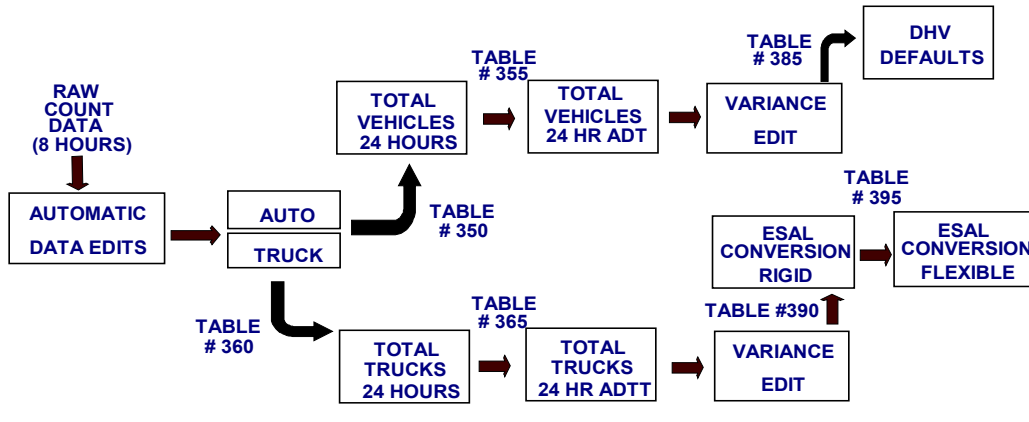 RAW
COUNT
DATA
(8 HOURS)
AUTOMATIC
DATA EDITS
AUTO
TRUCK
TABLE
# 350
TOTAL
VEHICLES
24 HOURS
TABLE
# 355
TOTAL
VEHICLES
24 HR ADT
VARIANCE
EDIT
TABLE
# 385
DHV
DEFAULTS
TABLE
# 360
TOTAL
TRUCKS
24 HOURS
TABLE
# 365
TOTAL
TRUCKS
24 HR ADTT
VARIANCE
EDIT
TABLE #390
ESAL
CONVERSION
RIGID
TABLE
# 395
ESAL
CONVERSION
FLEXIBLE